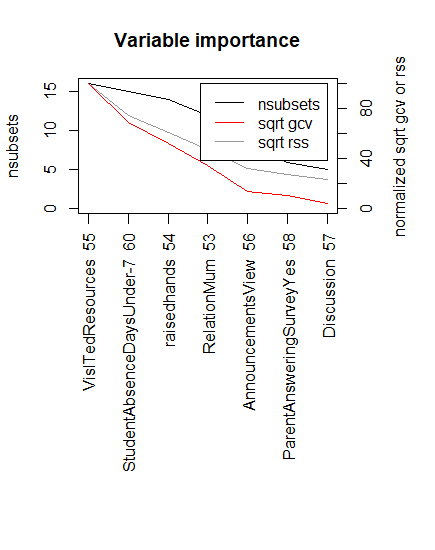 Variable importance
nsubsets
15
10
5
0
nsubsets
sqrt gcv
sqrt rss
80
40
0
normalized sqrt gcv or rss
VisITedResources 55
StudentAbsenceDaysUnder-7 60
raisedhands 54
RelationMum 53
AnnouncementsView 56
ParentAnsweringSurveyYes 58
Discussion 57